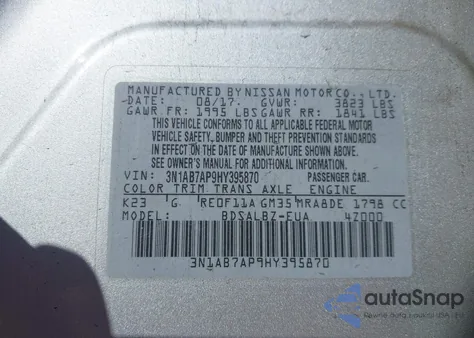 MANUFACTURED BY NISSAN MOTOR CO., LTD.
DATE: 08/17. GVWR: 3823 LBS
GAWR FR: 1995 LBS GAWR RR: 1841 LBS
THIS VEHICLE CONFORMS TO ALL APPLICABLE FEDERAL MOTOR
VEHICLE SAFETY, BUMPER, AND THEFT PREVENTION STANDARDS
IN EFFECT ON THE DATE OF MANUFACTURE SHOWN ABOVE.
SEE OWNER'S MANUAL FOR ADDITIONAL INFORMATION.
VIN: 3N1AB7AP9HY395870 PASSENGER CAR.
COLOR TRIM TRANS AXLE ENGINE
K23 G RE0F11A GM35 MRA8DE 1798 CC
MODEL: BDSALBZ-EUA 4Z000
3N1AB7AP9HY395870
autoSnap